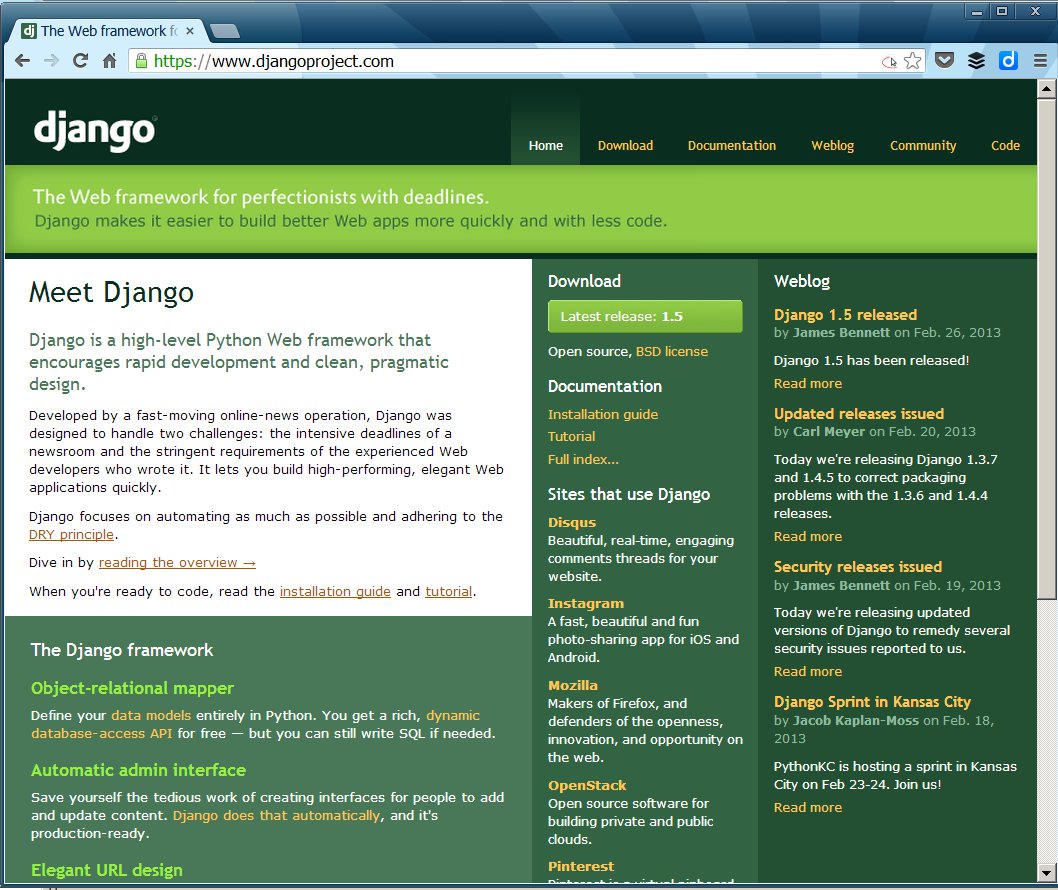 The Web framework fo
https://www.djangoproject.com
django
Home
Download
Documentation
Weblog
Community
Code
The Web framework for perfectionists with deadlines.
Django makes it easier to build better Web apps more quickly and with less code.
Meet Django
Django is a high-level Python Web framework that
encourages rapid development and clean, pragmatic
design.
Developed by a fast-moving online-news operation, Django was
designed to handle two challenges: the intensive deadlines of a
newsroom and the stringent requirements of the experienced Web
developers who wrote it. It lets you build high-performing, elegant Web
applications quickly.
Django focuses on automating as much as possible and adhering to the
DRY principle.
Dive in by reading the overview →
When you're ready to code, read the installation guide and tutorial.
The Django framework
Object-relational mapper
Define your data models entirely in Python. You get a rich, dynamic
database-access API for free — but you can still write SQL if needed.
Automatic admin interface
Save yourself the tedious work of creating interfaces for people to add
and update content. Django does that automatically, and it's
production-ready.
Elegant URL design
Download
Latest release: 1.5
Open source, BSD license
Documentation
Installation guide
Tutorial
Full index...
Sites that use Django
Disqus
Beautiful, real-time, engaging
comments threads for your
website.
Instagram
A fast, beautiful and fun
photo-sharing app for iOS and
Android.
Mozilla
Makers of Firefox, and
defenders of the openness,
innovation, and opportunity on
the web.
OpenStack
Open source software for
building private and public
clouds.
Pinterest
Pinterest is a virtual pinboard
Weblog
Django 1.5 released
by James Bennett on Feb. 26, 2013
Django 1.5 has been released!
Read more
Updated releases issued
by Carl Meyer on Feb. 20, 2013
Today we're releasing Django 1.3.7
and 1.4.5 to correct packaging
problems with the 1.3.6 and 1.4.4
releases.
Read more
Security releases issued
by James Bennett on Feb. 19, 2013
Today we're releasing updated
versions of Django to remedy several
security issues reported to us.
Read more
Django Sprint in Kansas City
by Jacob Kaplan-Moss on Feb. 18,
2013
PythonKC is hosting a sprint in Kansas
City on Feb 23-24. Join us!
Read more